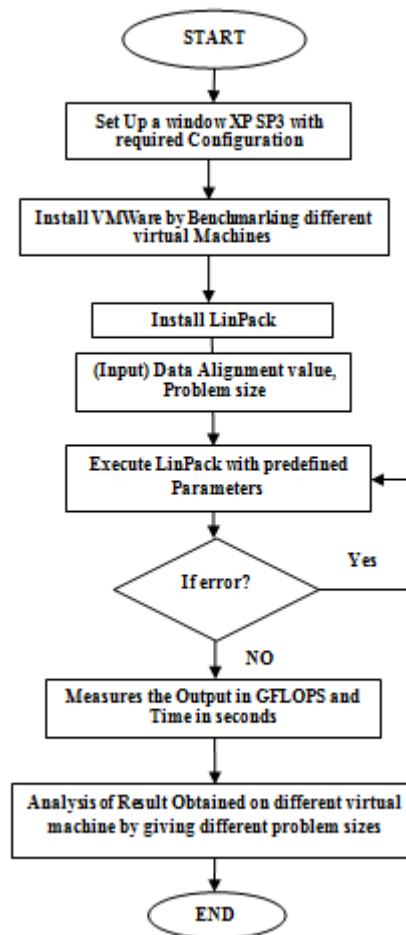 START
Set Up a window XP SP3 with
required Configuration
Install VMWare by Benchmarking different
virtual Machines
Install LinPack
(Input) Data Alignment value,
Problem size
Execute LinPack with predefined
Parameters
If error?
Yes
NO
Measures the Output in GFLOPS and
Time in seconds
Analysis of Result Obtained on different virtual
machine by giving different problem sizes
END